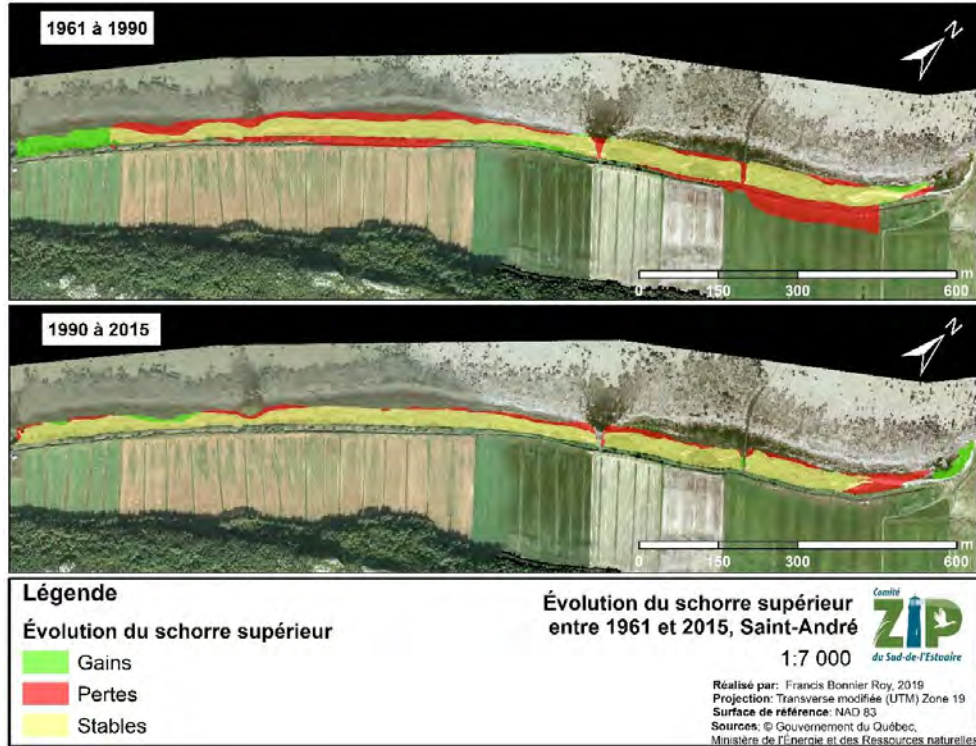 1961 à 1990
N
m
0 150 300 600
1990 à 2015
N
m
0 150 300 600
Légende
Évolution du schorre supérieur
Gains
Pertes
Stables
Évolution du schorre supérieur
entre 1961 et 2015, Saint-André
1:7 000
Comité
ZIP
du Sud-de-l'Estuaire
Réalisé par: Francis Bonnier Roy, 2019
Projection: Transverse modifiée (UTM) Zone 19
Surface de référence: NAD 83
Sources: © Gouvernement du Québec,
Ministère de l'Énergie et des Ressources naturelles